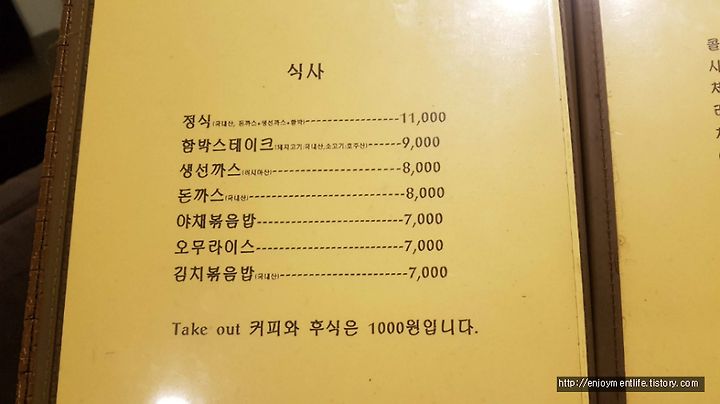 식사
정식(국내산, 돈까스+생선까스+함박)-----------------11,000
함박스테이크(돼지고기:국내산,소고기:호주산)------9,000
생선까스(러시아산)------------------------8,000
돈까스(국내산)----------------------------8,000
야채볶음밥---------------------------7,000
오무라이스---------------------------7,000
김치볶음밥(국내산)-----------------------7,000
Take out 커피와 후식은 1000원입니다.
콜
사
http://enjoymentlife.tistory.com